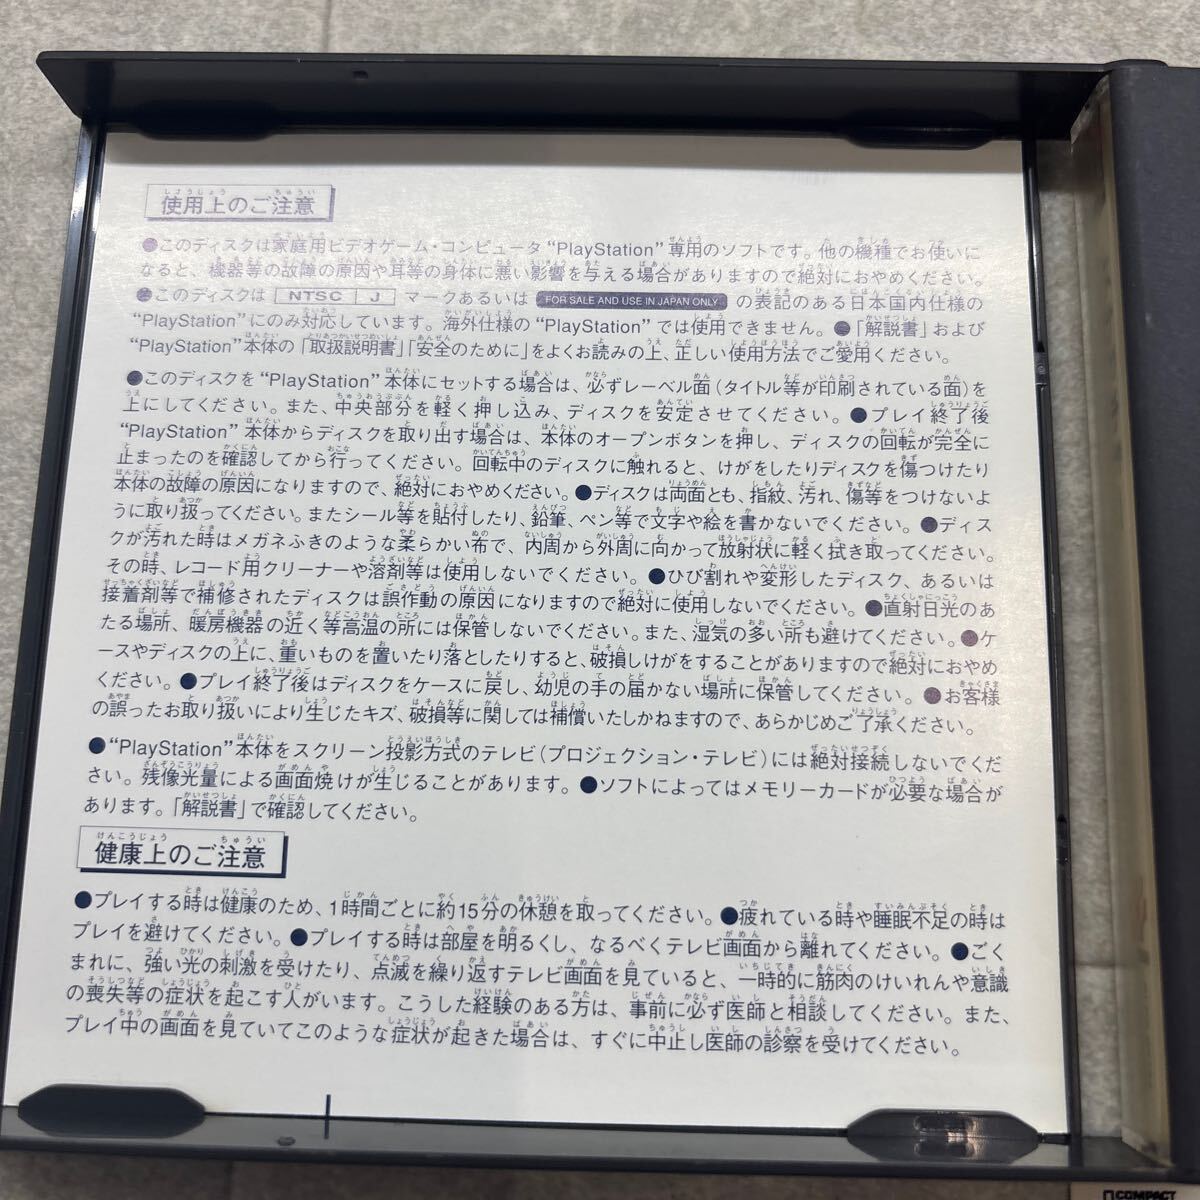 使用上のご注意
●このディスクは家庭用ビデオゲーム・コンピュータ“PlayStation”専用のソフトです。他の機種でお使いに
なると、機器等の故障の原因や耳等の身体に悪い影響を与える場合がありますので絶対におやめください。
●このディスクは NTSC J マークあるいは FOR SALE AND USE IN JAPAN ONLY の表記のある日本国内仕様の
“PlayStation”にのみ対応しています。海外仕様の“PlayStation”では使用できません。●「解説書」および
“PlayStation”本体の「取扱説明書」「安全のために」をよくお読みの上、正しい使用方法でご愛用ください。
●このディスクを“PlayStation”本体にセットする場合は、必ずレーベル面（タイトル等が印刷されている面）を
上にしてください。また、中央部分を軽く押し込み、ディスクを安定させてください。●プレイ終了後
“PlayStation”本体からディスクを取り出す場合は、本体のオープンボタンを押し、ディスクの回転が完全に
止まったのを確認してから行ってください。回転中のディスクに触れると、けがをしたりディスクを傷つけたり
本体の故障の原因になりますので、絶対におやめください。●ディスクは両面とも、指紋、汚れ、傷等をつけないよ
うに取り扱ってください。またシール等を貼付したり、鉛筆、ペン等で文字や絵を書かないでください。●ディス
クが汚れた時はメガネふきのような柔らかい布で、内周から外周に向かって放射状に軽く拭き取ってください。
その時、レコード用クリーナーや溶剤等は使用しないでください。●ひび割れや変形したディスク、あるいは
接着剤等で補修されたディスクは誤作動の原因になりますので絶対に使用しないでください。●直射日光のあ
たる場所、暖房機器の近く等高温の所には保管しないでください。また、湿気の多い所も避けてください。●ケ
ースやディスクの上に、重いものを置いたり落としたりすると、破損しけがをすることがありますので絶対におやめ
ください。●プレイ終了後はディスクをケースに戻し、幼児の手の届かない場所に保管してください。●お客様
の誤ったお取り扱いにより生じたキズ、破損等に関しては補償いたしかねますので、あらかじめご了承ください。
●“PlayStation”本体をスクリーン投影方式のテレビ（プロジェクション・テレビ）には絶対接続しないでくだ
さい。残像光量による画面焼けが生じることがあります。●ソフトによってはメモリーカードが必要な場合が
あります。「解説書」で確認してください。
健康上のご注意
●プレイする時は健康のため、1時間ごとに約15分の休憩を取ってください。●疲れている時や睡眠不足の時は
プレイを避けてください。●プレイする時は部屋を明るくし、なるべくテレビ画面から離れてください。●ごく
まれに、強い光の刺激を受けたり、点滅を繰り返すテレビ画面を見ていると、一時的に筋肉のけいれんや意識
の喪失等の症状を起こす人がいます。こうした経験のある方は、事前に必ず医師と相談してください。また、
プレイ中の画面を見ていてこのような症状が起きた場合は、すぐに中止し医師の診察を受けてください。
COMPACT